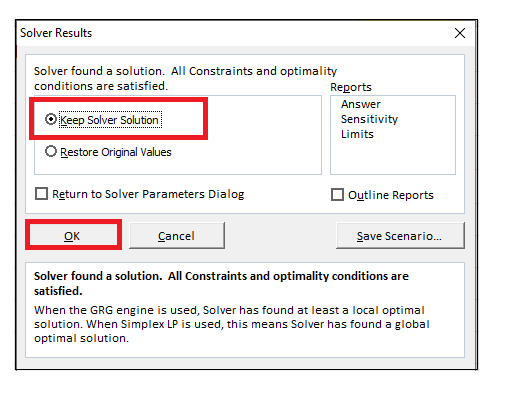 Solver Results
Solver found a solution.  All Constraints and optimality
conditions are satisfied.
Reports
Answer
Sensitivity
Limits
Keep Solver Solution
Restore Original Values
Return to Solver Parameters Dialog
Outline Reports
OK
Cancel
Save Scenario...
Solver found a solution.  All Constraints and optimality conditions are
satisfied.
When the GRG engine is used, Solver has found at least a local optimal
solution. When Simplex LP is used, this means Solver has found a global
optimal solution.